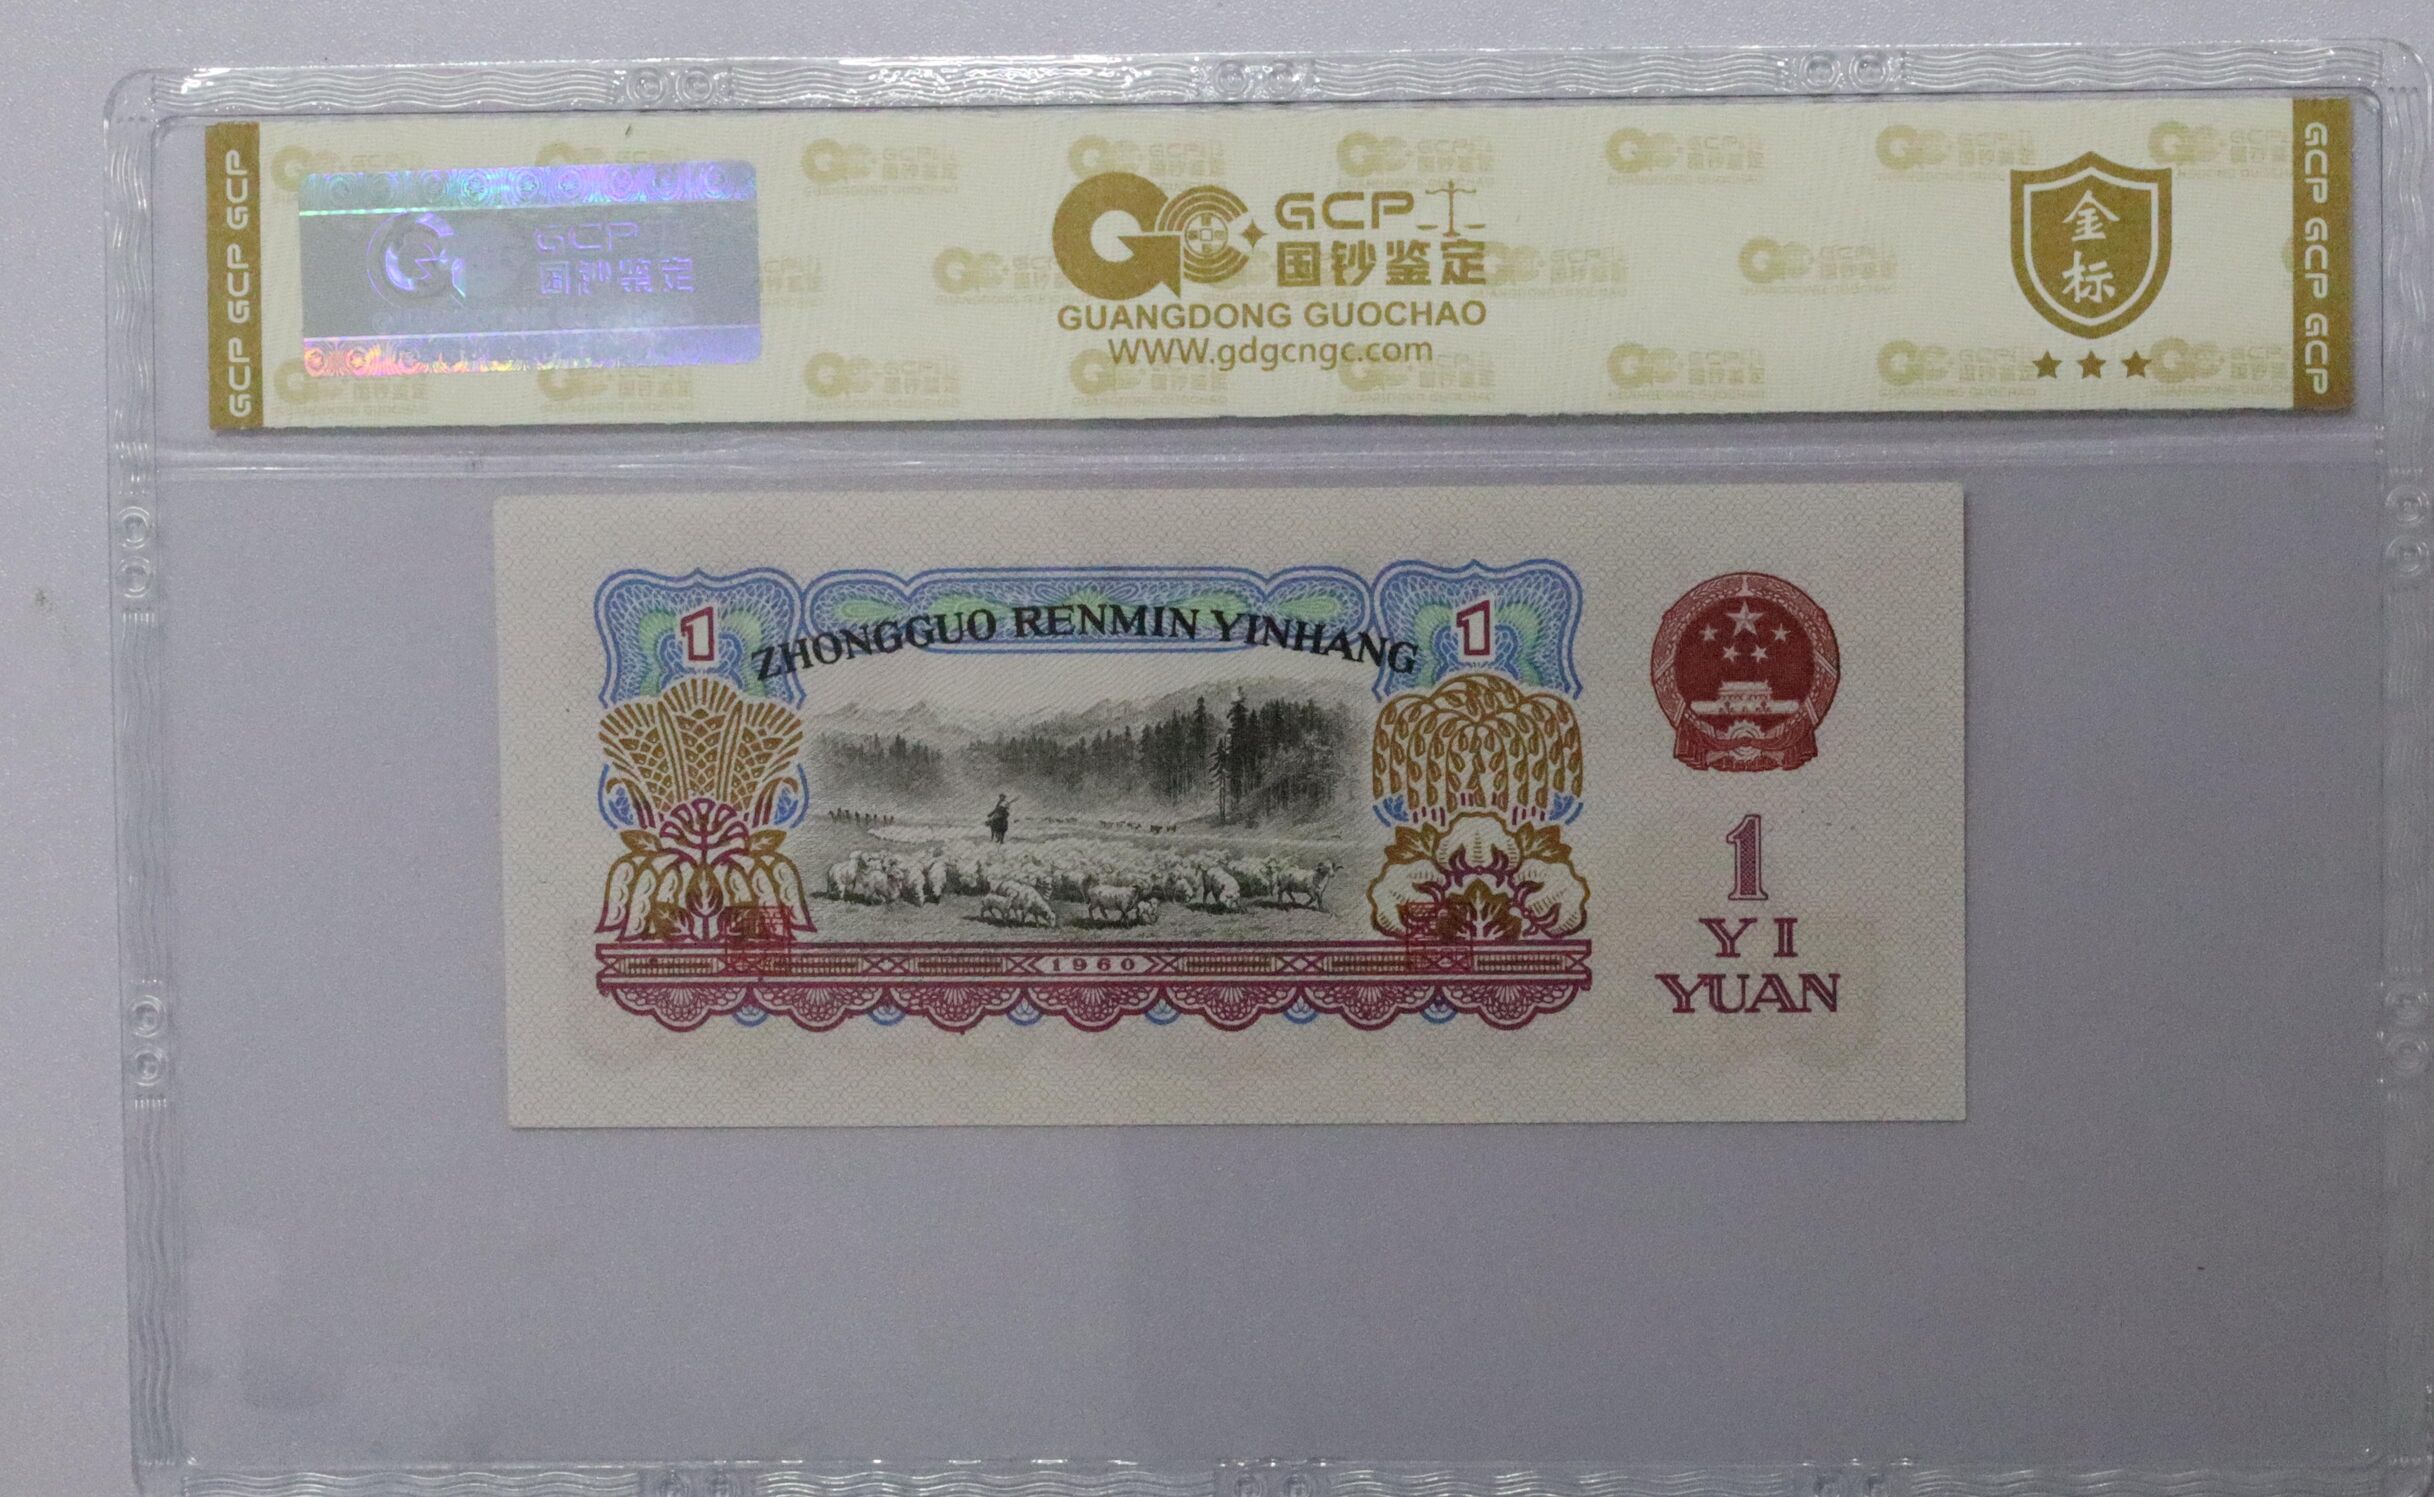 GCP GCP GCP
GCP
国钞鉴定
GCP
国钞鉴定
GUANGDONG GUOCHAO
WWW.gdgcngc.com
金
标
GCP GCP GCP
1
ZHONGGUO RENMIN YINHANG
1
1960
1
YI
YUAN